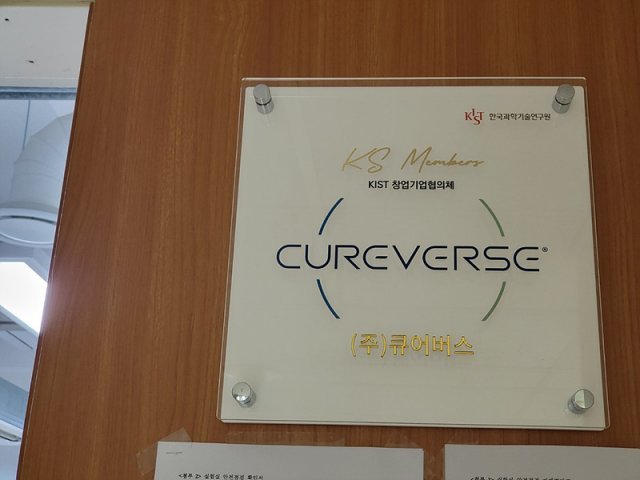 KIST 한국과학기술연구원
KS Members
KIST 창업기업협의체
CUREVERSE®
(주)큐어버스